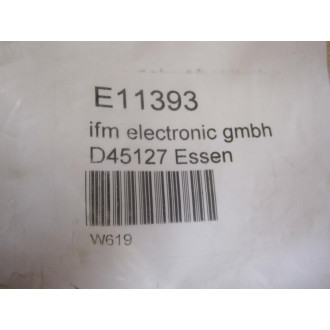 E11393
ifm electronic gmbh
D45127 Essen
W619